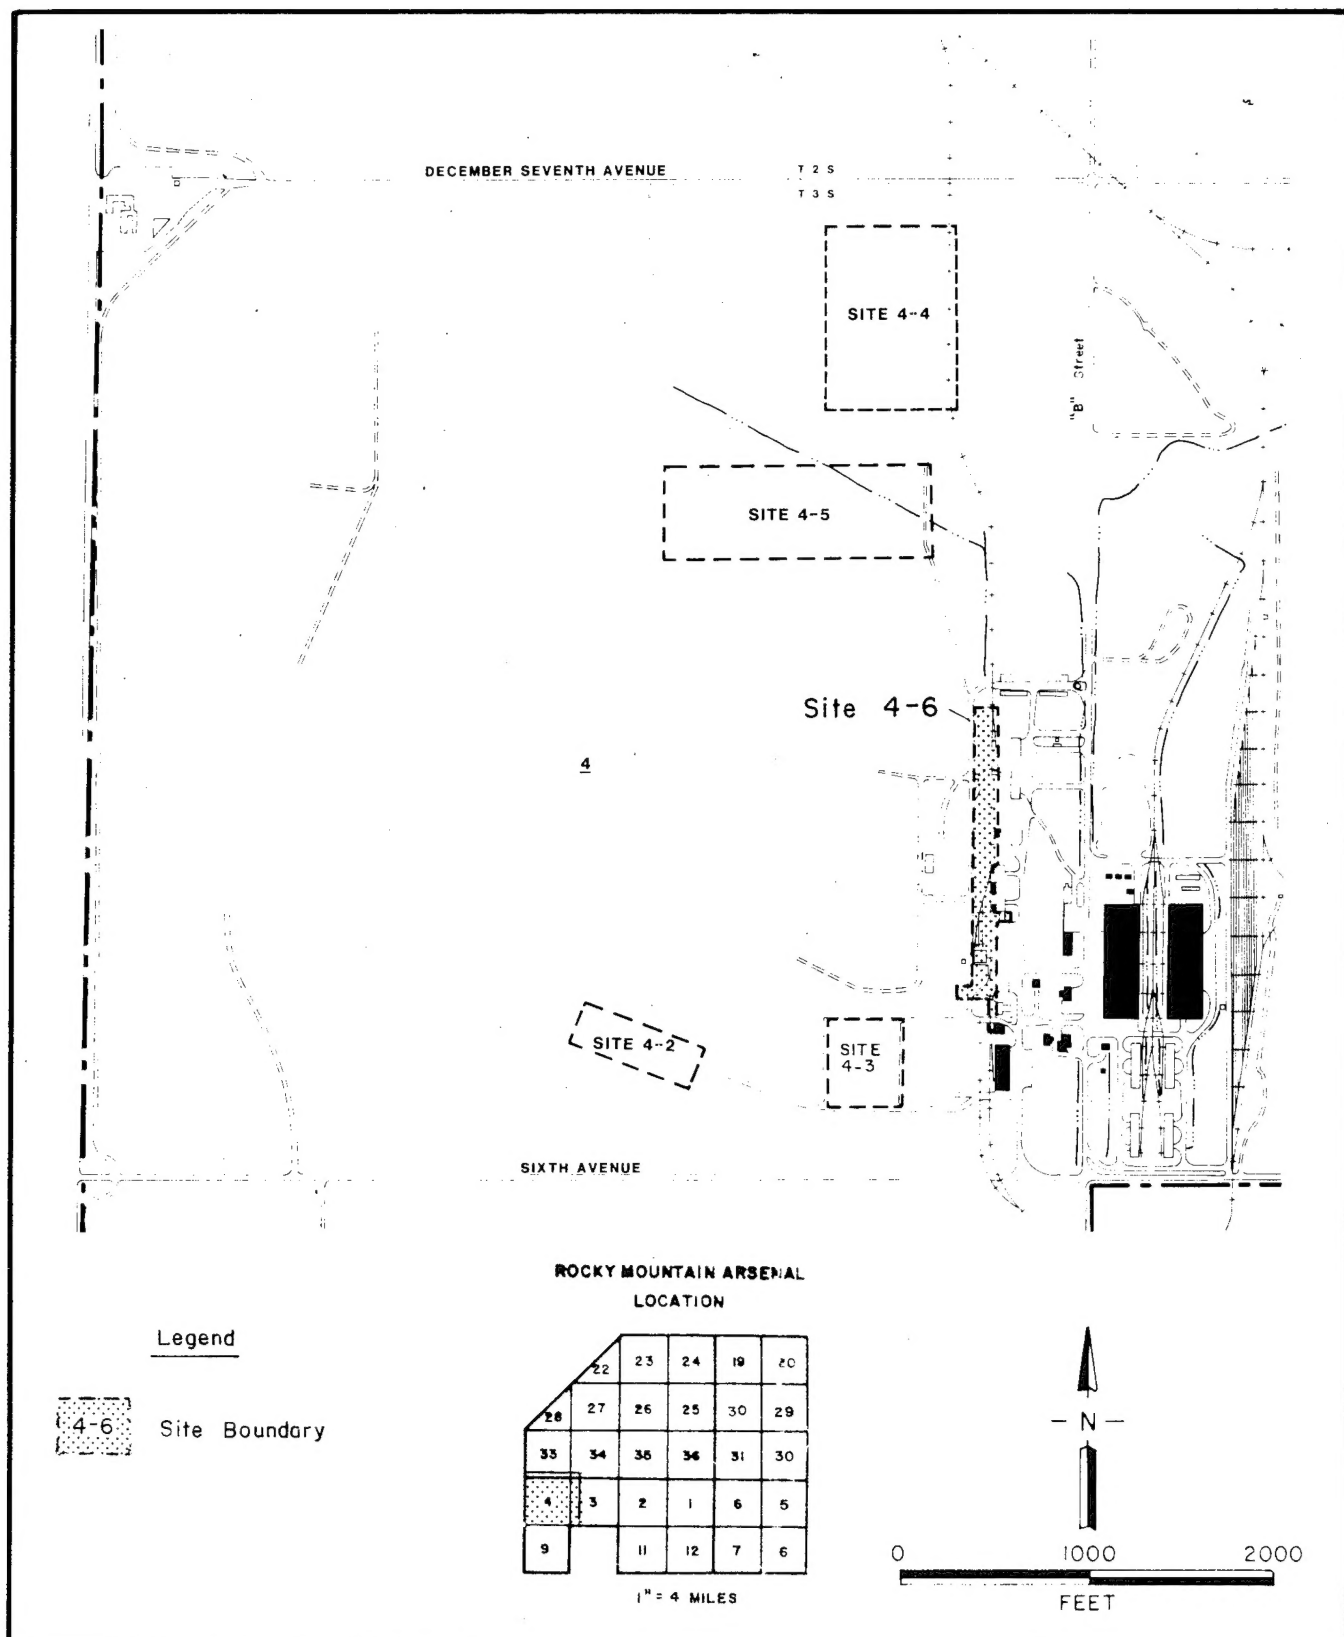 DECEMBER SEVENTH AVENUE
T 2 S
T 3 S
SITE 4-4
"B" Street
SITE 4-5
Site 4-6
4
SITE 4-2
SITE
4-3
SIXTH AVENUE
ROCKY MOUNTAIN ARSENAL
LOCATION
Legend
4-6 Site Boundary
22 23 24 19 20
28 27 26 25 30 29
33 34 35 36 31 30
4 3 2 1 6 5
9 11 12 7 6
1" = 4 MILES
N
0 1000 2000
FEET